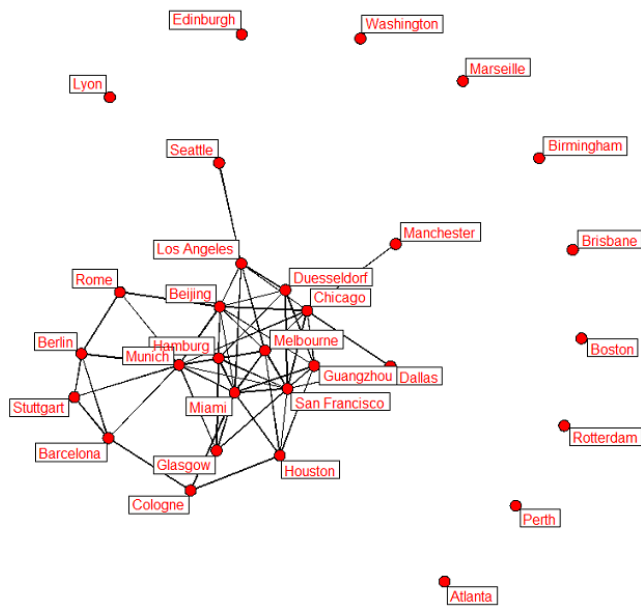 Edinburgh
Washington
Lyon
Marseille
Seattle
Birmingham
Manchester
Los Angeles
Brisbane
Rome
Duesseldorf
Beijing
Chicago
Berlin
Hamburg
Melbourne
Boston
Munich
Guangzhou
Dallas
Stuttgart
Miami
San Francisco
Rotterdam
Barcelona
Glasgow
Houston
Cologne
Perth
Atlanta